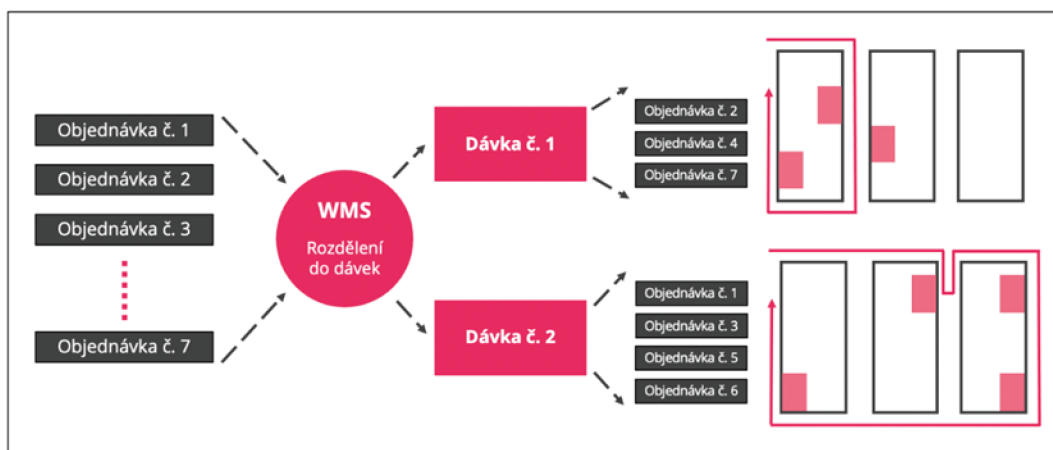 Objednávka č. 1
Objednávka č. 2
Objednávka č. 3
Objednávka č. 7
WMS
Rozdělení
do dávek
Dávka č. 1
Dávka č. 2
Objednávka č. 2
Objednávka č. 4
Objednávka č. 7
Objednávka č. 1
Objednávka č. 3
Objednávka č. 5
Objednávka č. 6